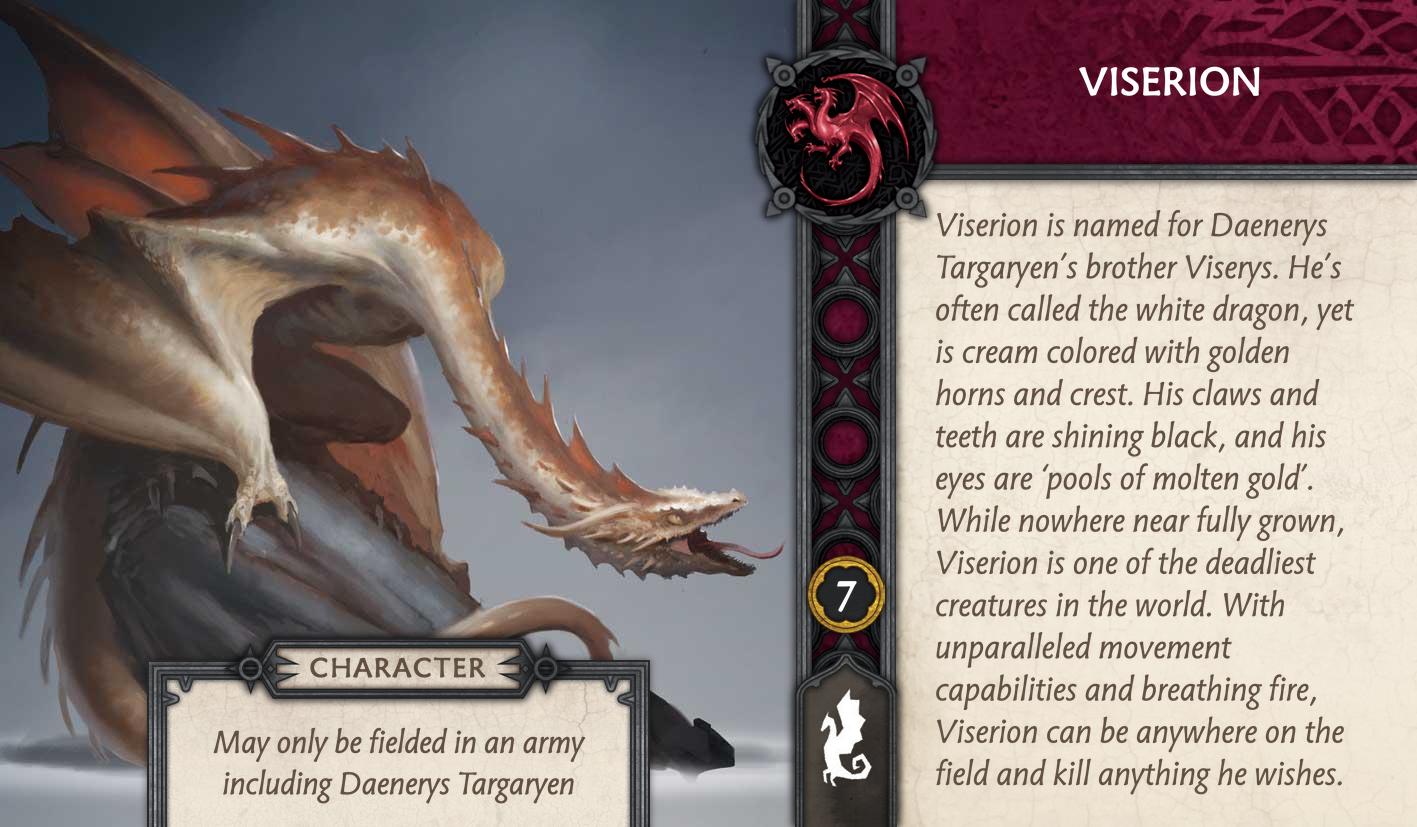 VISERION
Viserion is named for Daenerys
Targaryen's brother Viserys. He's
often called the white dragon, yet
is cream colored with golden
horns and crest. His claws and
teeth are shining black, and his
eyes are ‘pools of molten gold’.
While nowhere near fully grown,
Viserion is one of the deadliest
creatures in the world. With
unparalleled movement
capabilities and breathing fire,
Viserion can be anywhere on the
field and kill anything he wishes.
7
CHARACTER
May only be fielded in an army
including Daenerys Targaryen